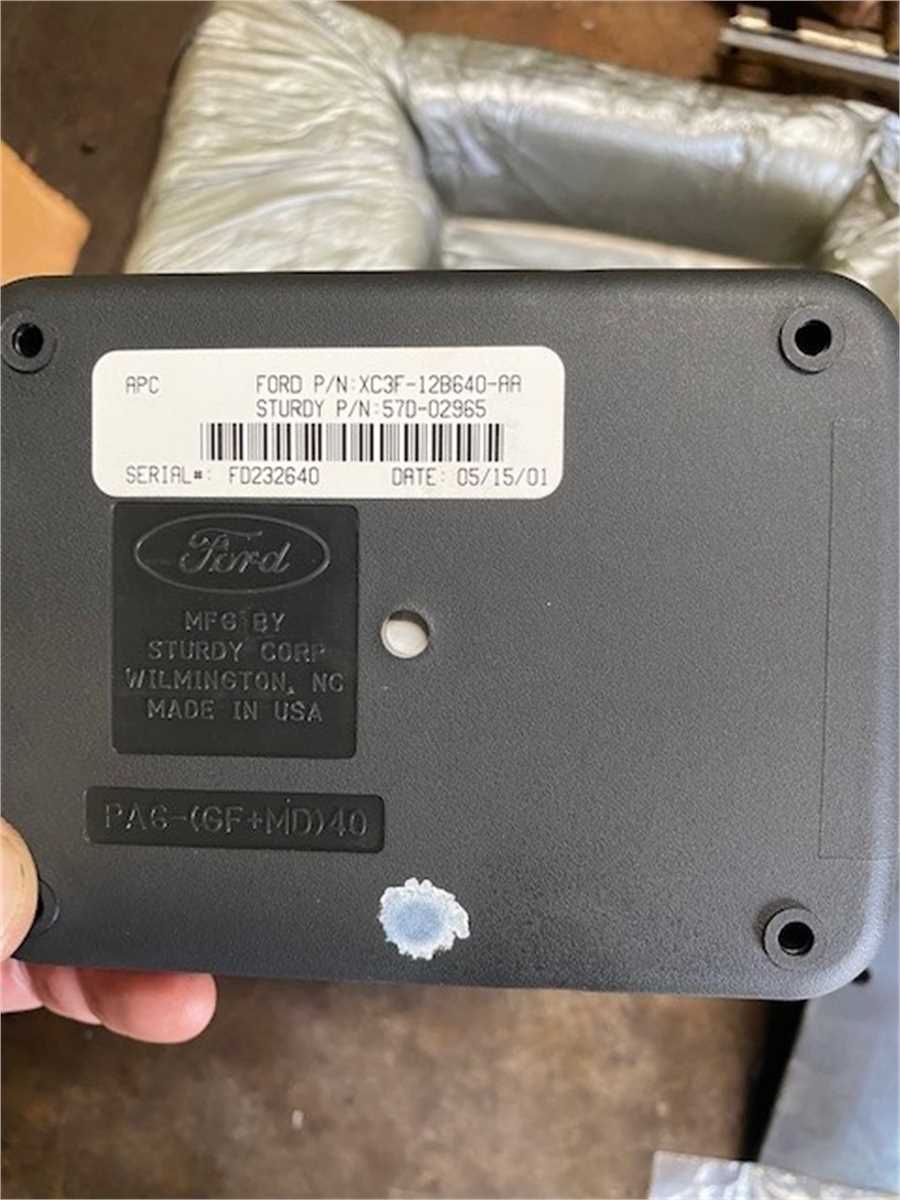 APC FORD P/N:XC3F-12B640-AA
STURDY P/N:57D-02965
SERIAL#: FD232640 DATE: 05/15/01
Ford
MFG BY
STURDY CORP
WILMINGTON, NC
MADE IN USA
PA6-(GF+MD)40